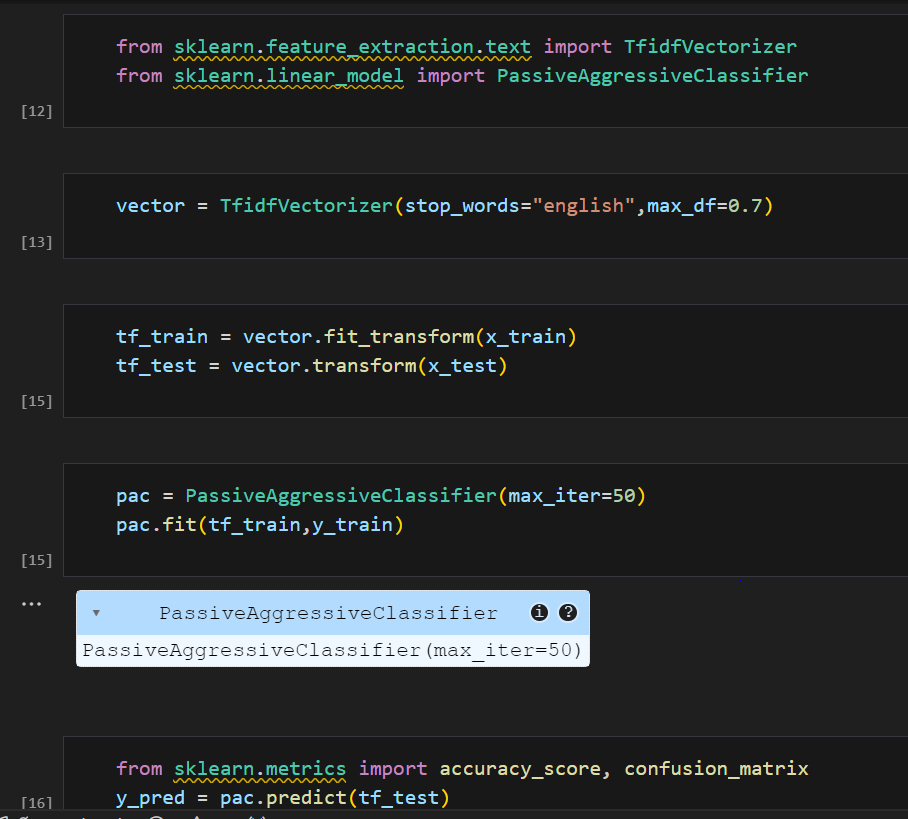 from sklearn.feature_extraction.text import TfidfVectorizer
from sklearn.linear_model import PassiveAggressiveClassifier
[12]
vector = TfidfVectorizer(stop_words="english",max_df=0.7)
[13]
tf_train = vector.fit_transform(x_train)
tf_test = vector.transform(x_test)
[15]
pac = PassiveAggressiveClassifier(max_iter=50)
pac.fit(tf_train,y_train)
[15]
...
▾ PassiveAggressiveClassifier i ?
PassiveAggressiveClassifier(max_iter=50)
from sklearn.metrics import accuracy_score, confusion_matrix
y_pred = pac.predict(tf_test)
[16]